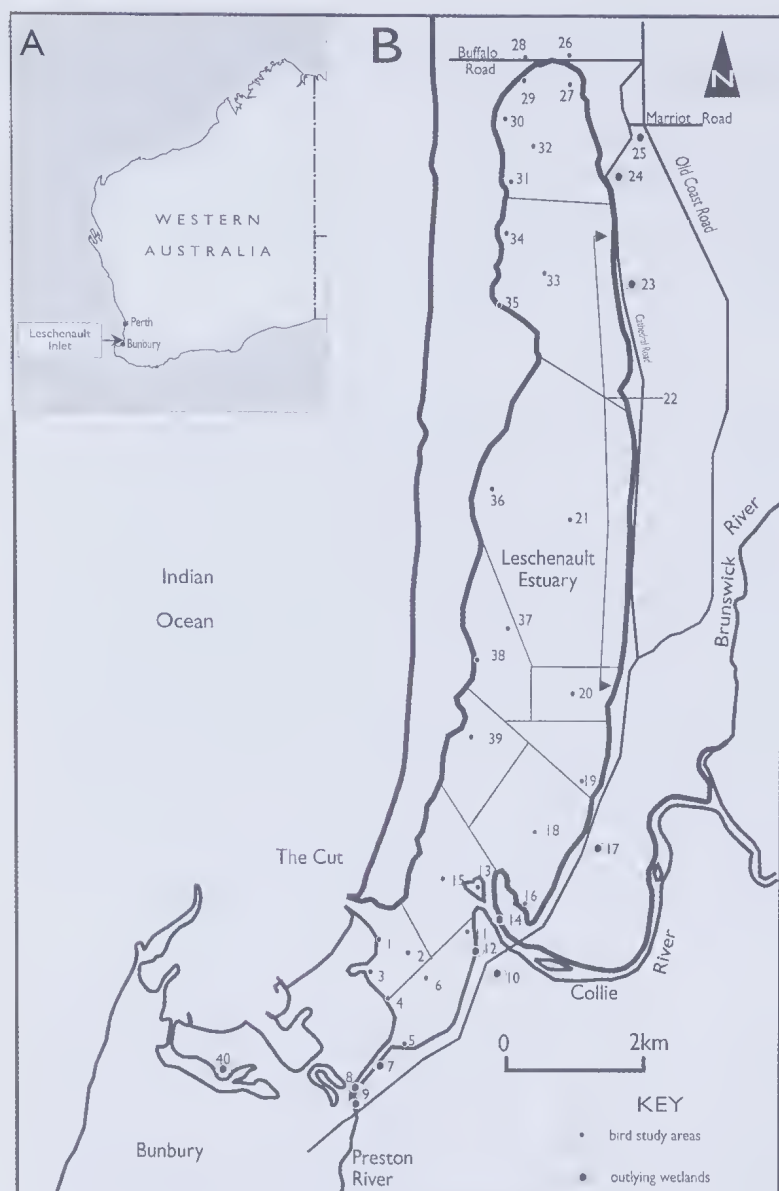 A
WESTERN
AUSTRALIA
Perth
Leschenault
Inlet
Bunbury
B
28
26
Buffalo
Road
N
29
27
30
Marriot Road
32
25
31
24
Old Coast Road
34
33
23
35
Cathedral Road
22
36
21
Brunswick River
Leschenault
Estuary
Indian
Ocean
37
38
20
39
19
18
17
The Cut
15
13
16
14
1
11
2
12
3
6
10
4
Collie River
5
0
2km
40
7
8
9
KEY
bird study areas
Bunbury
Preston
River
outlying wetlands